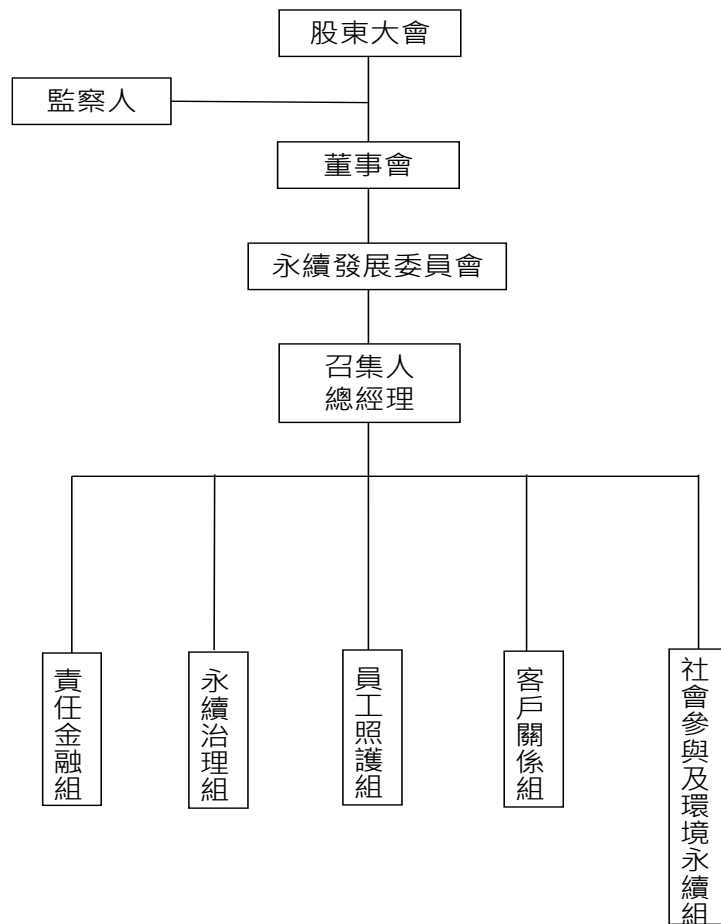 股東大會
監察人
董事會
永續發展委員會
召集人
總經理
責任金融組
永續治理組
員工照護組
客戶關係組
社會參與及環境永續組